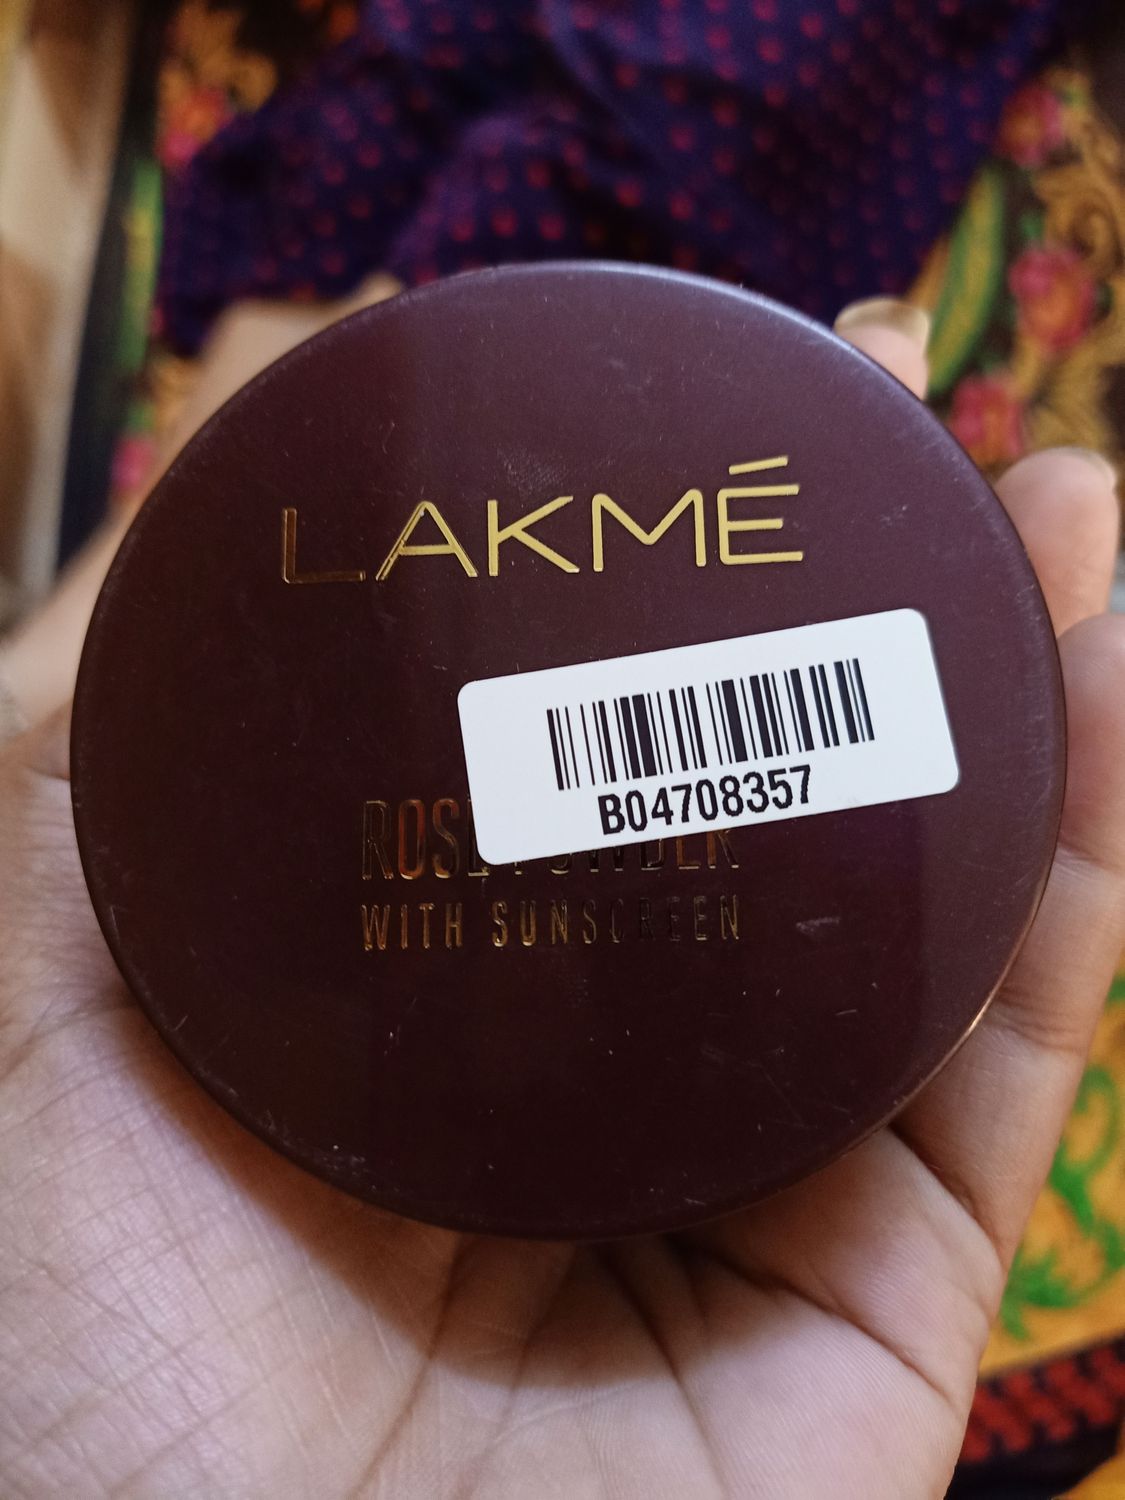 LAKMÉ
B04708357
ROSE POWDER
WITH SUNSCREEN